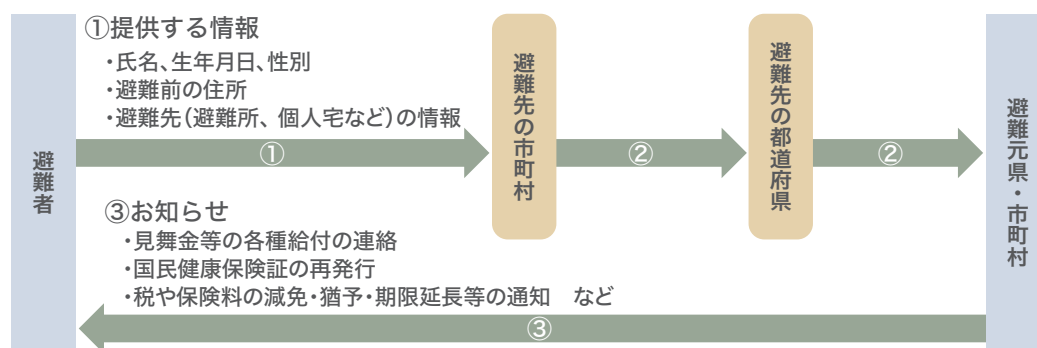 ①提供する情報
・氏名、生年月日、性別
・避難前の住所
・避難先(避難所、個人宅など)の情報
避難者
①
避難先の市町村
②
避難先の都道府県
②
避難元県・市町村
③お知らせ
・見舞金等の各種給付の連絡
・国民健康保険証の再発行
・税や保険料の減免・猶予・期限延長等の通知　など
③